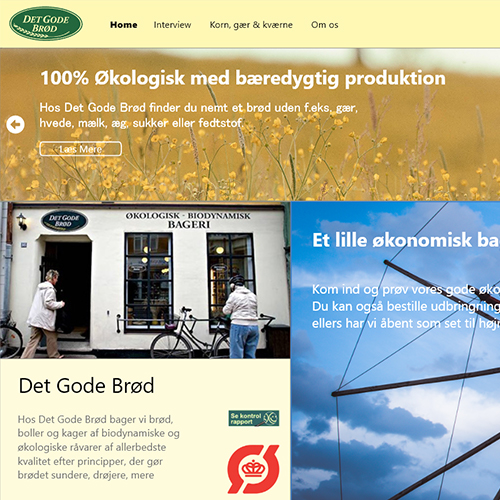 DET GODE
BRØD
Home Interview Korn, gær & kværne Om os
100% Økologisk med bæredygtig produktion
Hos Det Gode Brød finder du nemt et brød uden f.eks, gær,
hvede, mælk, æg, sukker eller fedtstof.
Læs Mere
DET GODE
BRØD
ØKOLOGISK · BIODYNAMISK
BAGERI
Et lille økonomisk ba
Kom ind og prøv vores gode øko
Du kan også bestille udbringning
ellers har vi åbent som set til højr
Det Gode Brød
Hos Det Gode Brød bager vi brød,
boller og kager af biodynamiske og
økologiske råvarer af allerbedste
kvalitet efter principper, der gør
brødet sundere, drøjere, mere
Se kontrol
rapport
Ø